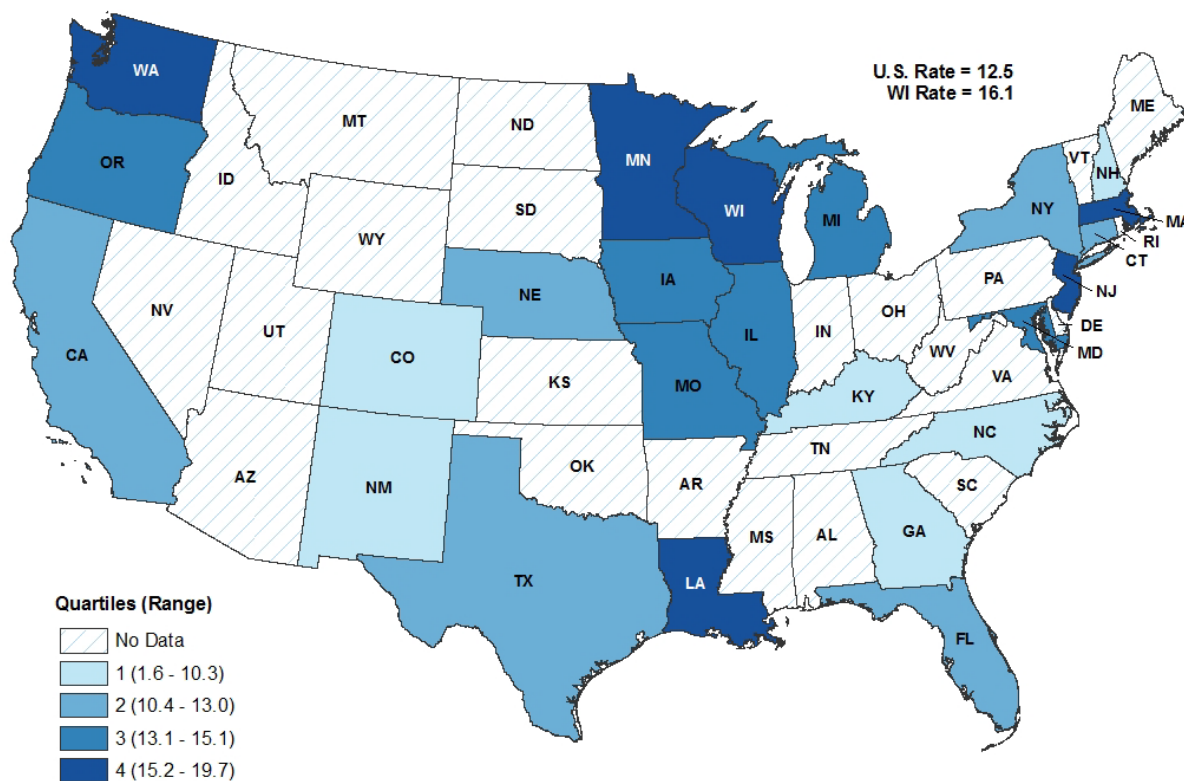 U.S. Rate = 12.5
WI Rate = 16.1
WA
MT
ND
MN
ME
VT
NH
OR
ID
SD
WI
MI
NY
MA
WY
RI
CT
IA
PA
NE
NJ
NV
UT
IL
IN
OH
DE
CA
CO
WV
MD
KS
MO
KY
VA
NC
TN
AZ
NM
OK
AR
SC
MS
AL
GA
TX
LA
FL
Quartiles (Range)
No Data
1 (1.6 - 10.3)
2 (10.4 - 13.0)
3 (13.1 - 15.1)
4 (15.2 - 19.7)